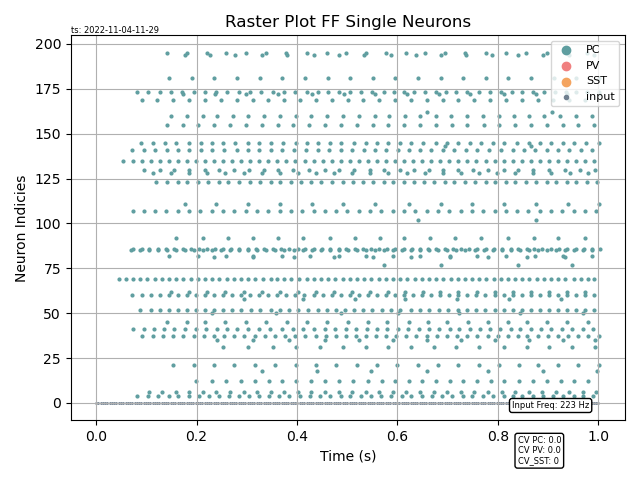 Raster Plot FF Single Neurons
ts: 2022-11-04-11-29
200
175
150
125
100
75
50
25
0
Neuron Indicies
PC
PV
SST
input
Input Freq: 223 Hz
0.0
0.2
0.4
0.6
0.8
1.0
Time (s)
CV PC: 0.0
CV PV: 0.0
CV_SST: 0